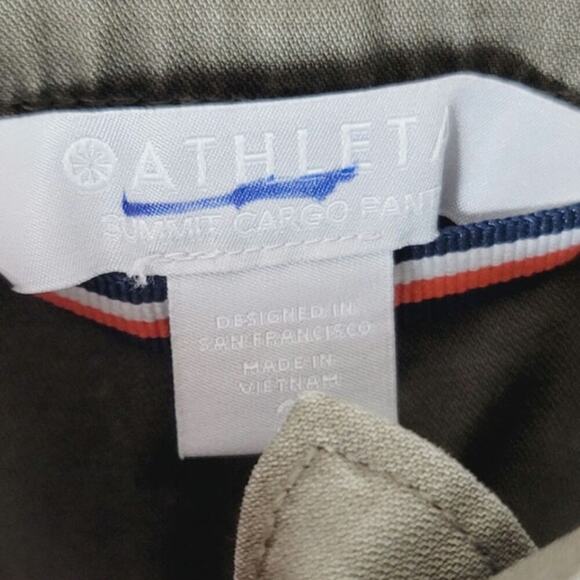 ATHLETA
SUMMIT CARGO PANT
DESIGNED IN
SAN FRANCISCO
MADE IN
VIETNAM